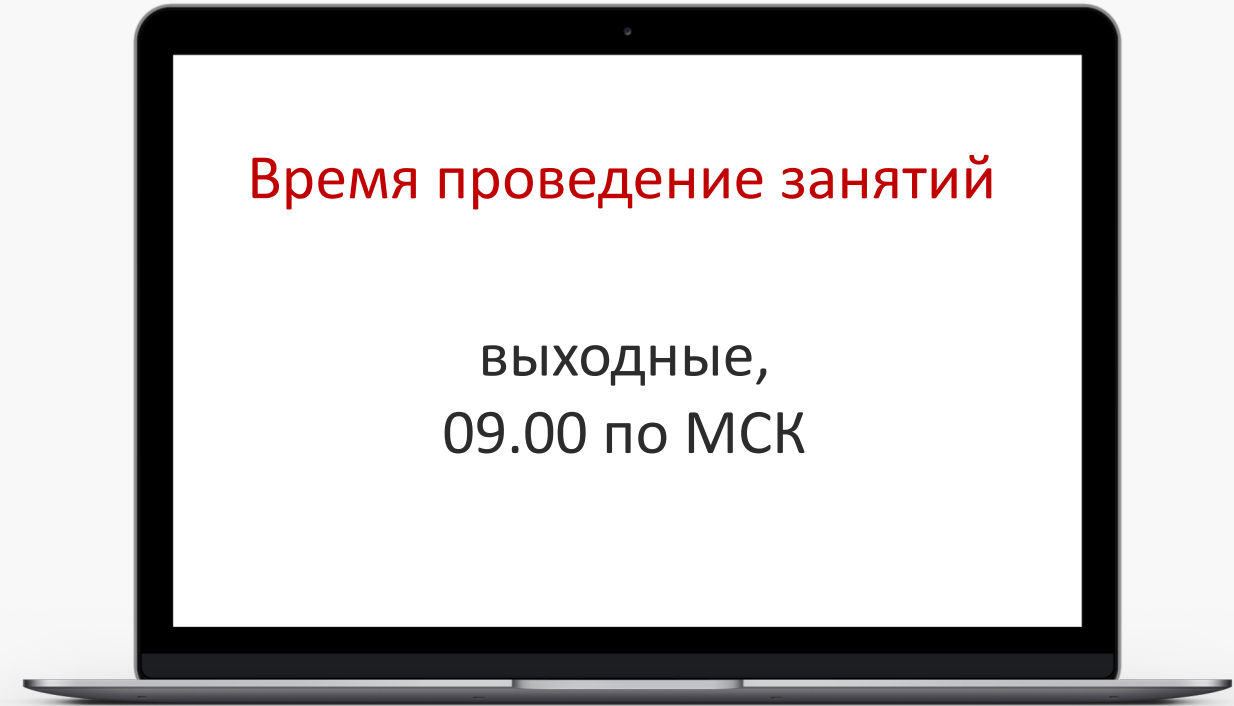 Время проведение занятий
выходные,
09.00 по МСК